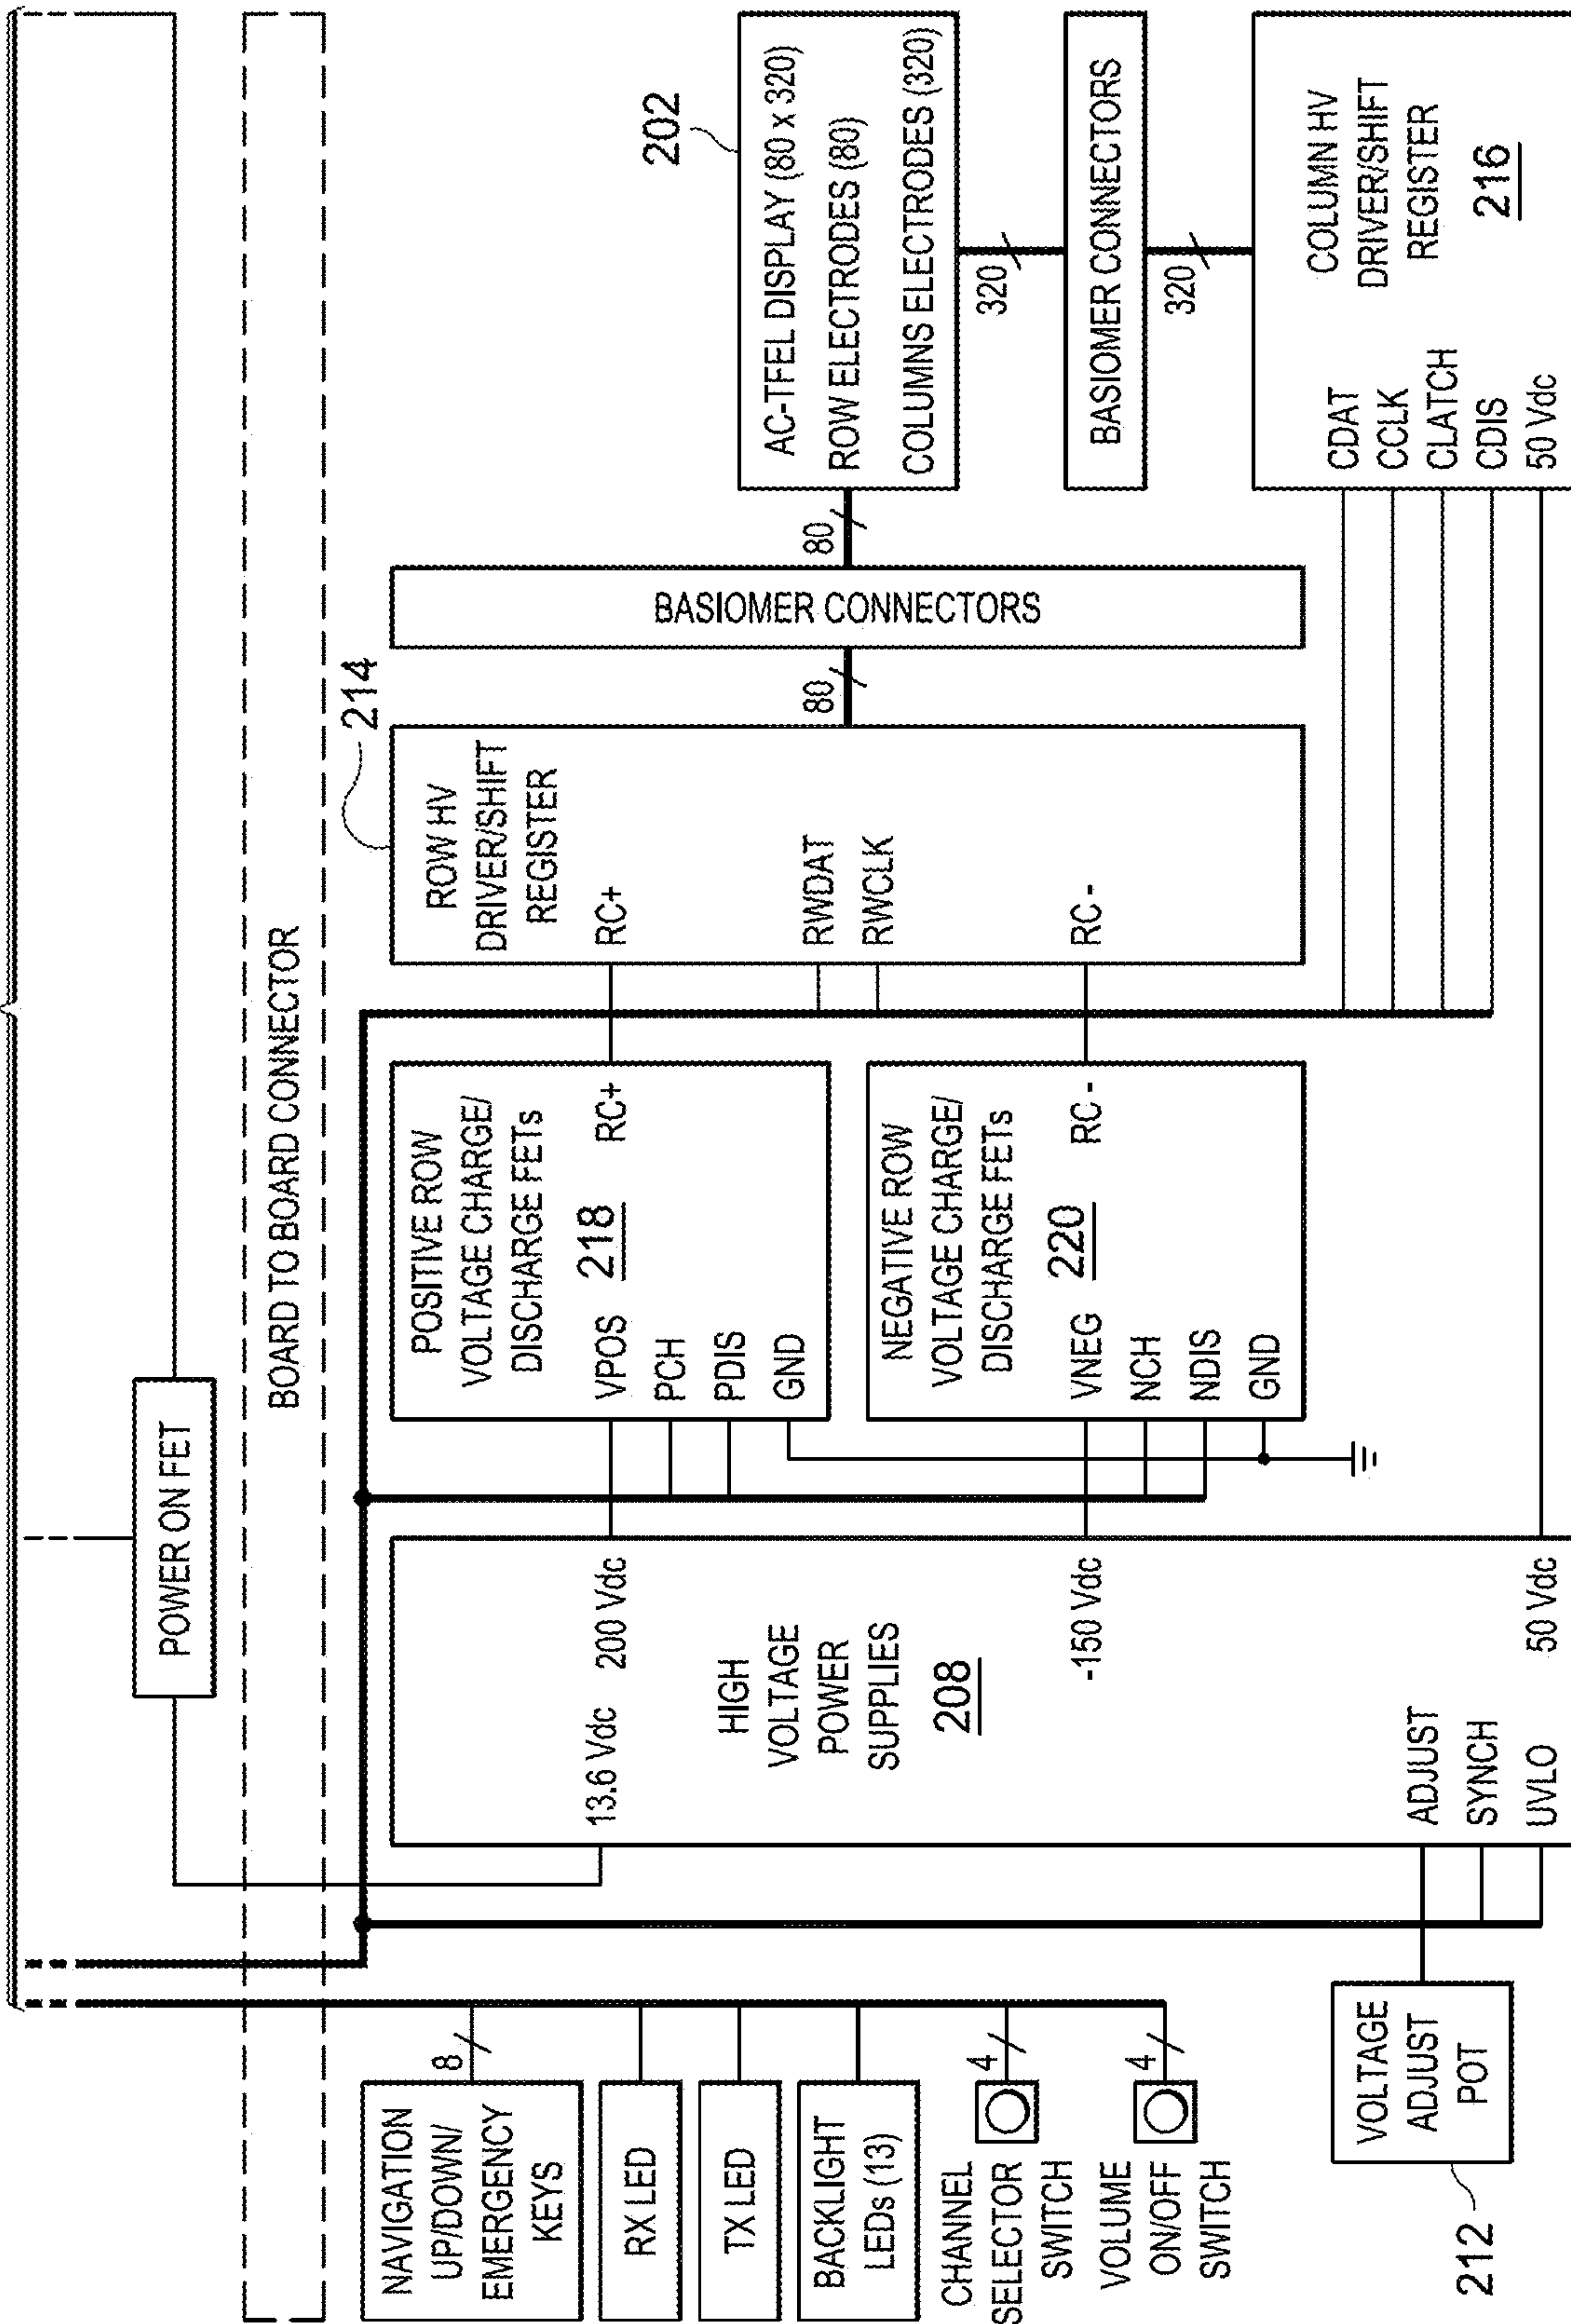 POWER ON FET
BOARD TO BOARD CONNECTOR
NAVIGATION
UP/DOWN/
EMERGENCY
KEYS
8
RX LED
TX LED
BACKLIGHT
LEDs (13)
CHANNEL
SELECTOR
SWITCH
4
VOLUME
ON/OFF
SWITCH
4
VOLTAGE
ADJUST
POT
212
13.6 Vdc
200 Vdc
HIGH
VOLTAGE
POWER
SUPPLIES
208
-150 Vdc
ADJUST
SYNCH
UVLO
50 Vdc
POSITIVE ROW
VOLTAGE CHARGE/
DISCHARGE FETs
VPOS
218
RC+
PCH
PDIS
GND
NEGATIVE ROW
VOLTAGE CHARGE/
DISCHARGE FETs
VNEG
220
RC -
NCH
NDIS
GND
214
ROW HV
DRIVER/SHIFT
REGISTER
RC+
RWDAT
RWCLK
RC -
80
BASIOMER CONNECTORS
80
202
AC-TFEL DISPLAY (80 x 320)
ROW ELECTRODES (80)
COLUMNS ELECTRODES (320)
320
BASIOMER CONNECTORS
320
COLUMN HV
DRIVER/SHIFT
REGISTER
216
CDAT
CCLK
CLATCH
CDIS
50 Vdc